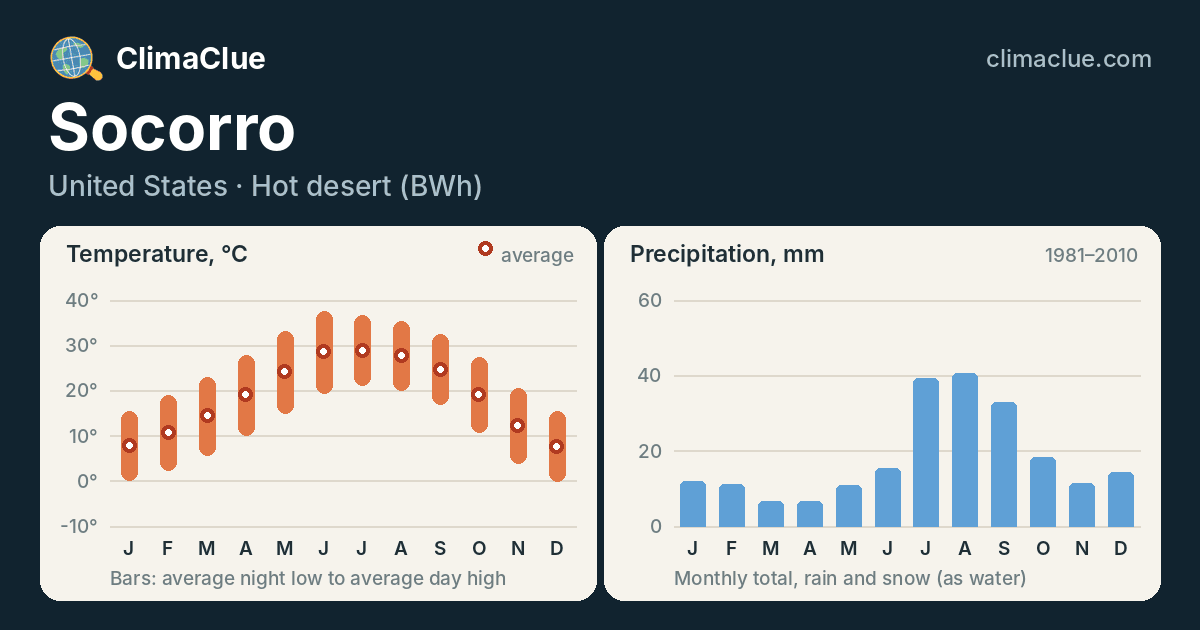 ClimaClue
climaclue.com
Socorro
United States · Hot desert (BWh)
Temperature, °C
average
40°
30°
20°
10°
0°
-10°
J F M A M J J A S O N D
Bars: average night low to average day high
Precipitation, mm
1981–2010
60
40
20
0
J F M A M J J A S O N D
Monthly total, rain and snow (as water)